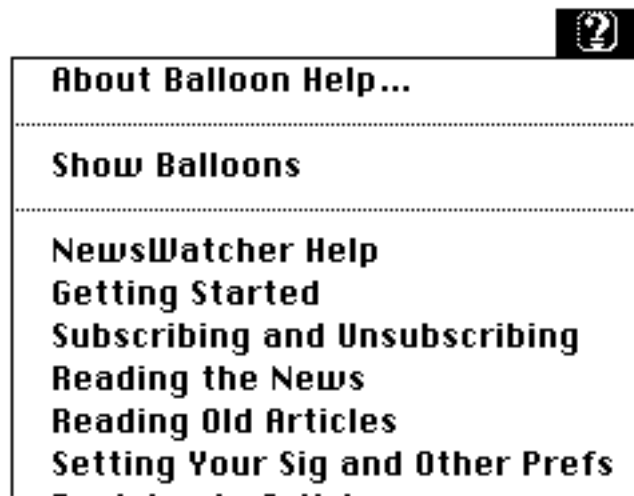 About Balloon Help...
Show Balloons
NewsWatcher Help
Getting Started
Subscribing and Unsubscribing
Reading the News
Reading Old Articles
Setting Your Sig and Other Prefs